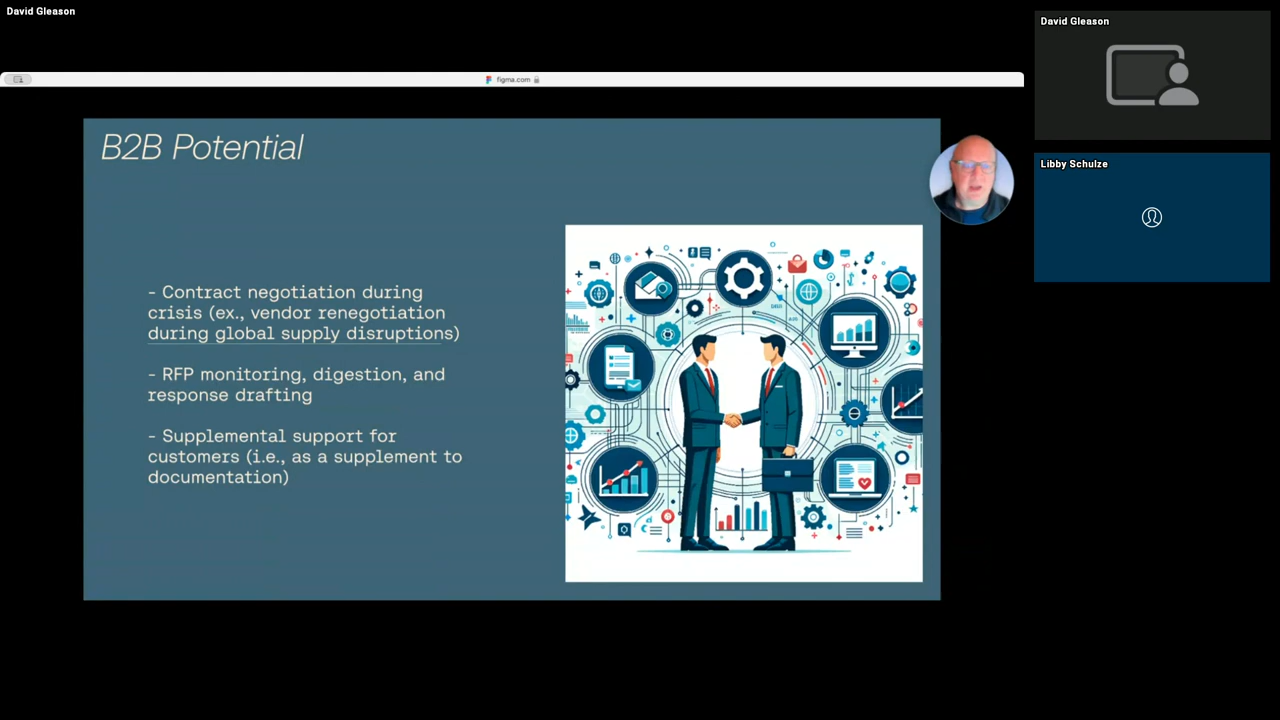 David Gleason
figma.com
B2B Potential
- Contract negotiation during
crisis (ex., vendor renegotiation
during global supply disruptions)
- RFP monitoring, digestion, and
response drafting
- Supplemental support for
customers (i.e., as a supplement to
documentation)
David Gleason
Libby Schulze